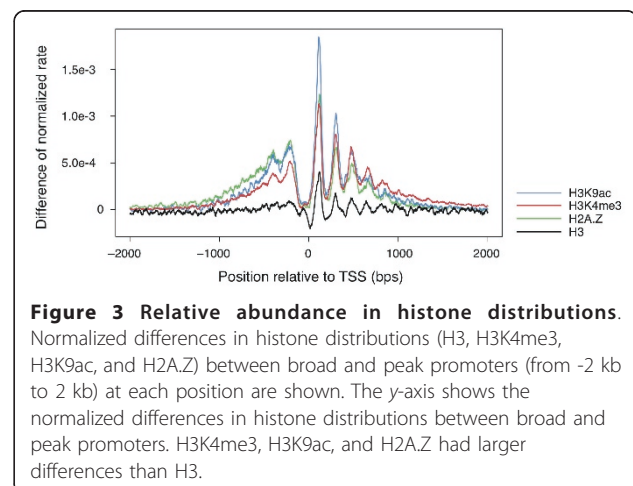 1.5e-3
1.0e-3
5.0e-4
0
Difference of normalized rate
-2000 -1000 0 1000 2000
Position relative to TSS (bps)
H3K9ac
H3K4me3
H2A.Z
H3
Figure 3 Relative abundance in histone distributions.
Normalized differences in histone distributions (H3, H3K4me3,
H3K9ac, and H2A.Z) between broad and peak promoters (from -2 kb
to 2 kb) at each position are shown. The y-axis shows the
normalized differences in histone distributions between broad and
peak promoters. H3K4me3, H3K9ac, and H2A.Z had larger
differences than H3.